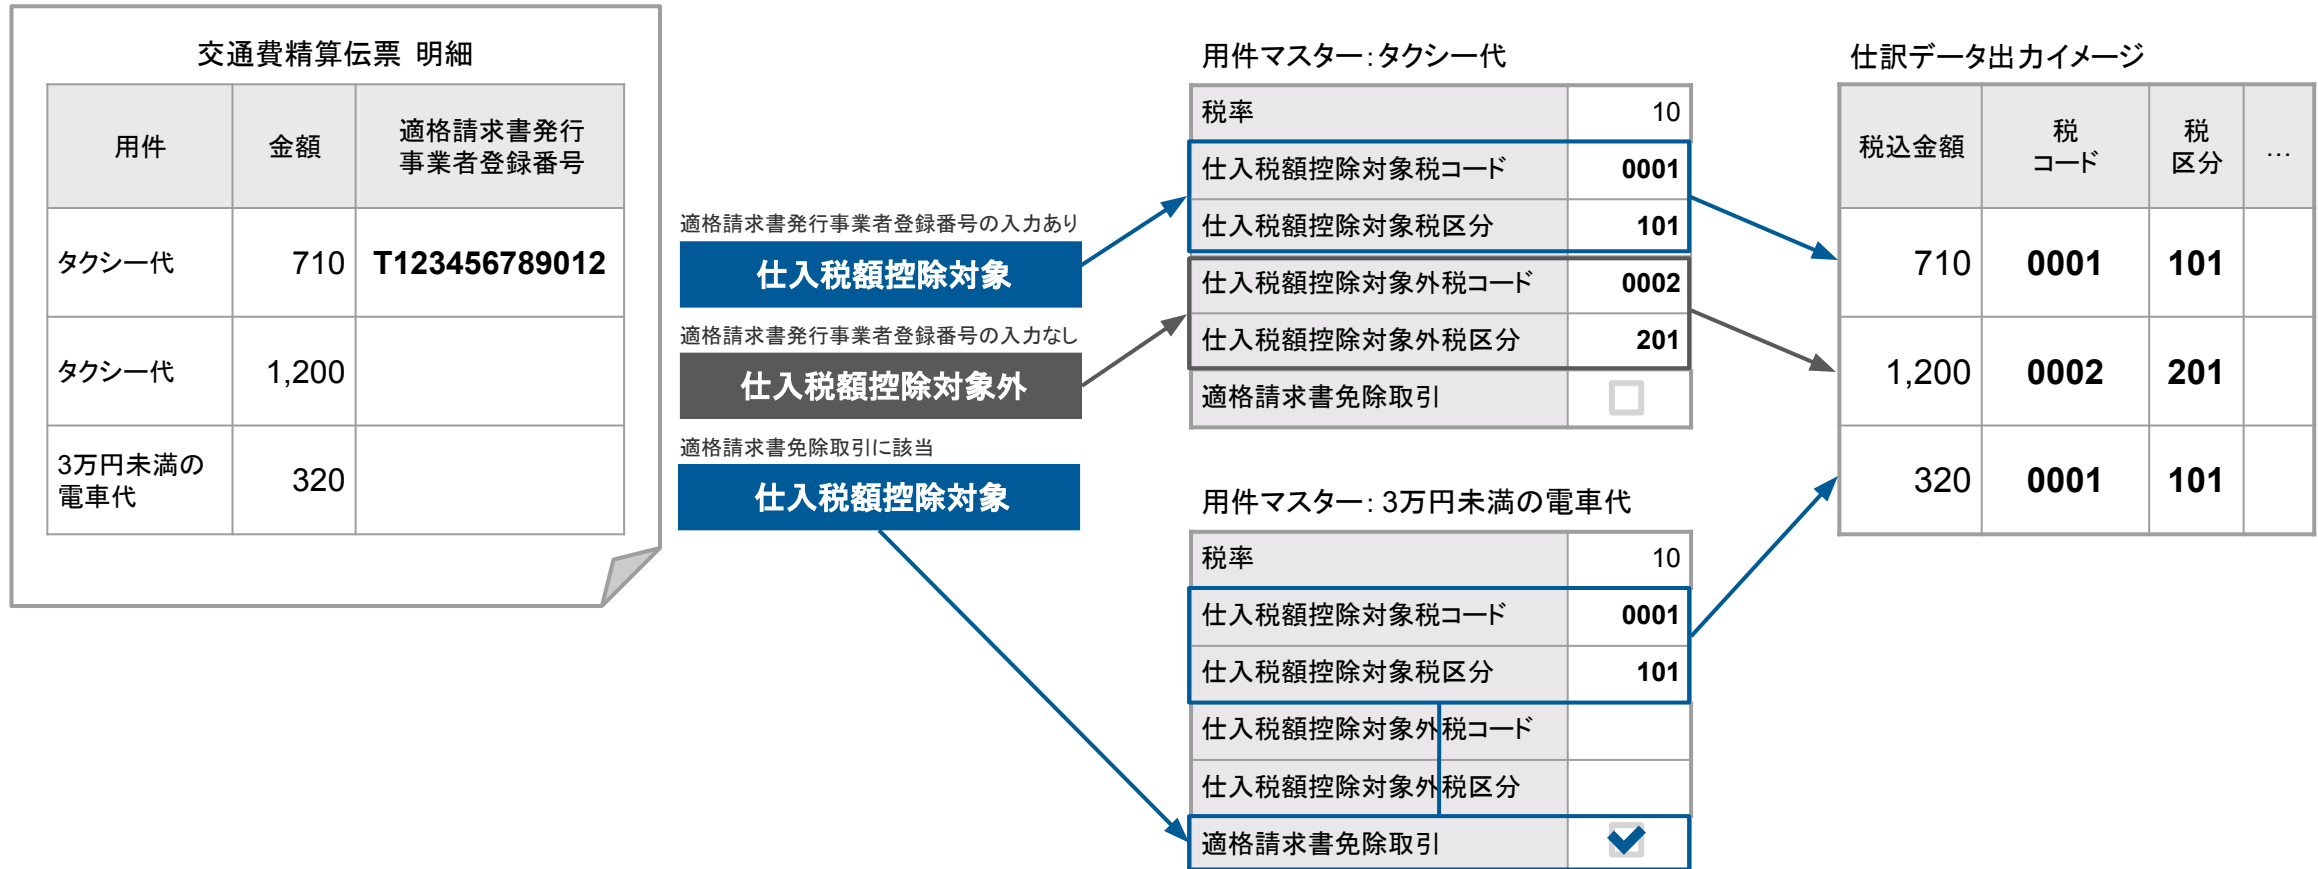 交通費精算伝票 明細
用件 金額 適格請求書発行
事業者登録番号
タクシー代 710 T123456789012
タクシー代 1,200
3万円未満の
電車代 320
適格請求書発行事業者登録番号の入力あり
仕入税額控除対象
適格請求書発行事業者登録番号の入力なし
仕入税額控除対象外
適格請求書免除取引に該当
仕入税額控除対象
用件マスター：タクシー代
税率 10
仕入税額控除対象税コード 0001
仕入税額控除対象税区分 101
仕入税額控除対象外税コード 0002
仕入税額控除対象外税区分 201
適格請求書免除取引
用件マスター：3万円未満の電車代
税率 10
仕入税額控除対象税コード 0001
仕入税額控除対象税区分 101
仕入税額控除対象外税コード
仕入税額控除対象外税区分
適格請求書免除取引
仕訳データ出力イメージ
税込金額 税
コード 税
区分 …
710 0001 101
1,200 0002 201
320 0001 101